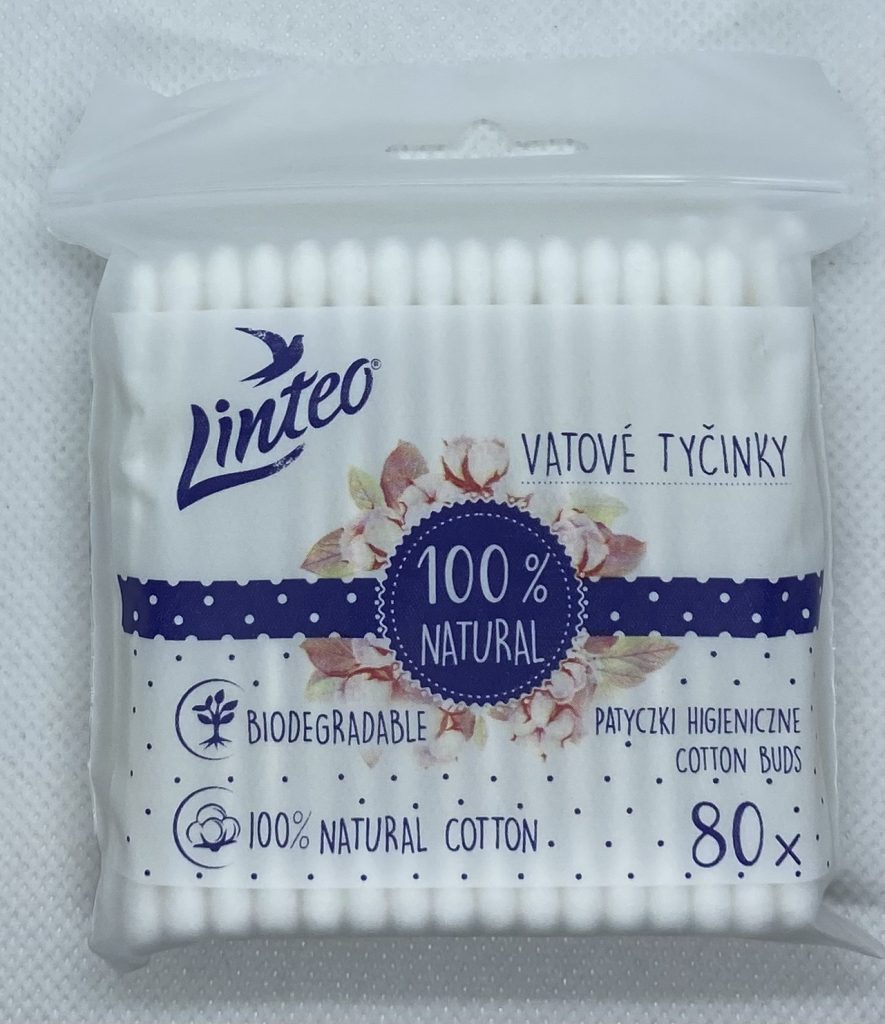 Linteo®
VATOVÉ TYČINKY
100%
NATURAL
BIODEGRADABLE
PATYCZKI HIGIENICZNE
COTTON BUDS
100% NATURAL COTTON
80x